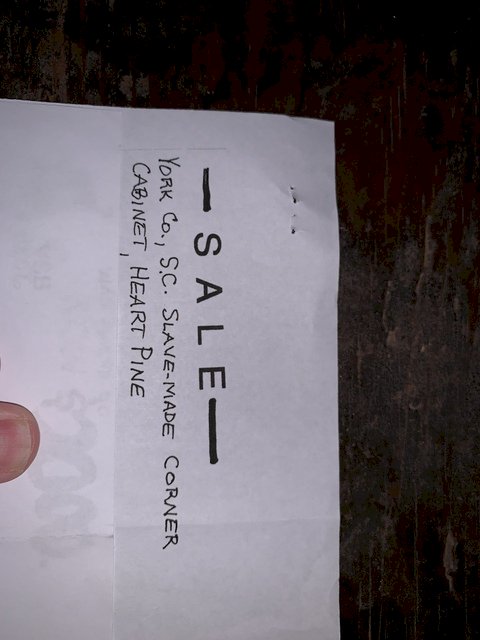 — SALE —
YORK CO., S.C. SLAVE-MADE CORNER
CABINET, HEART PINE